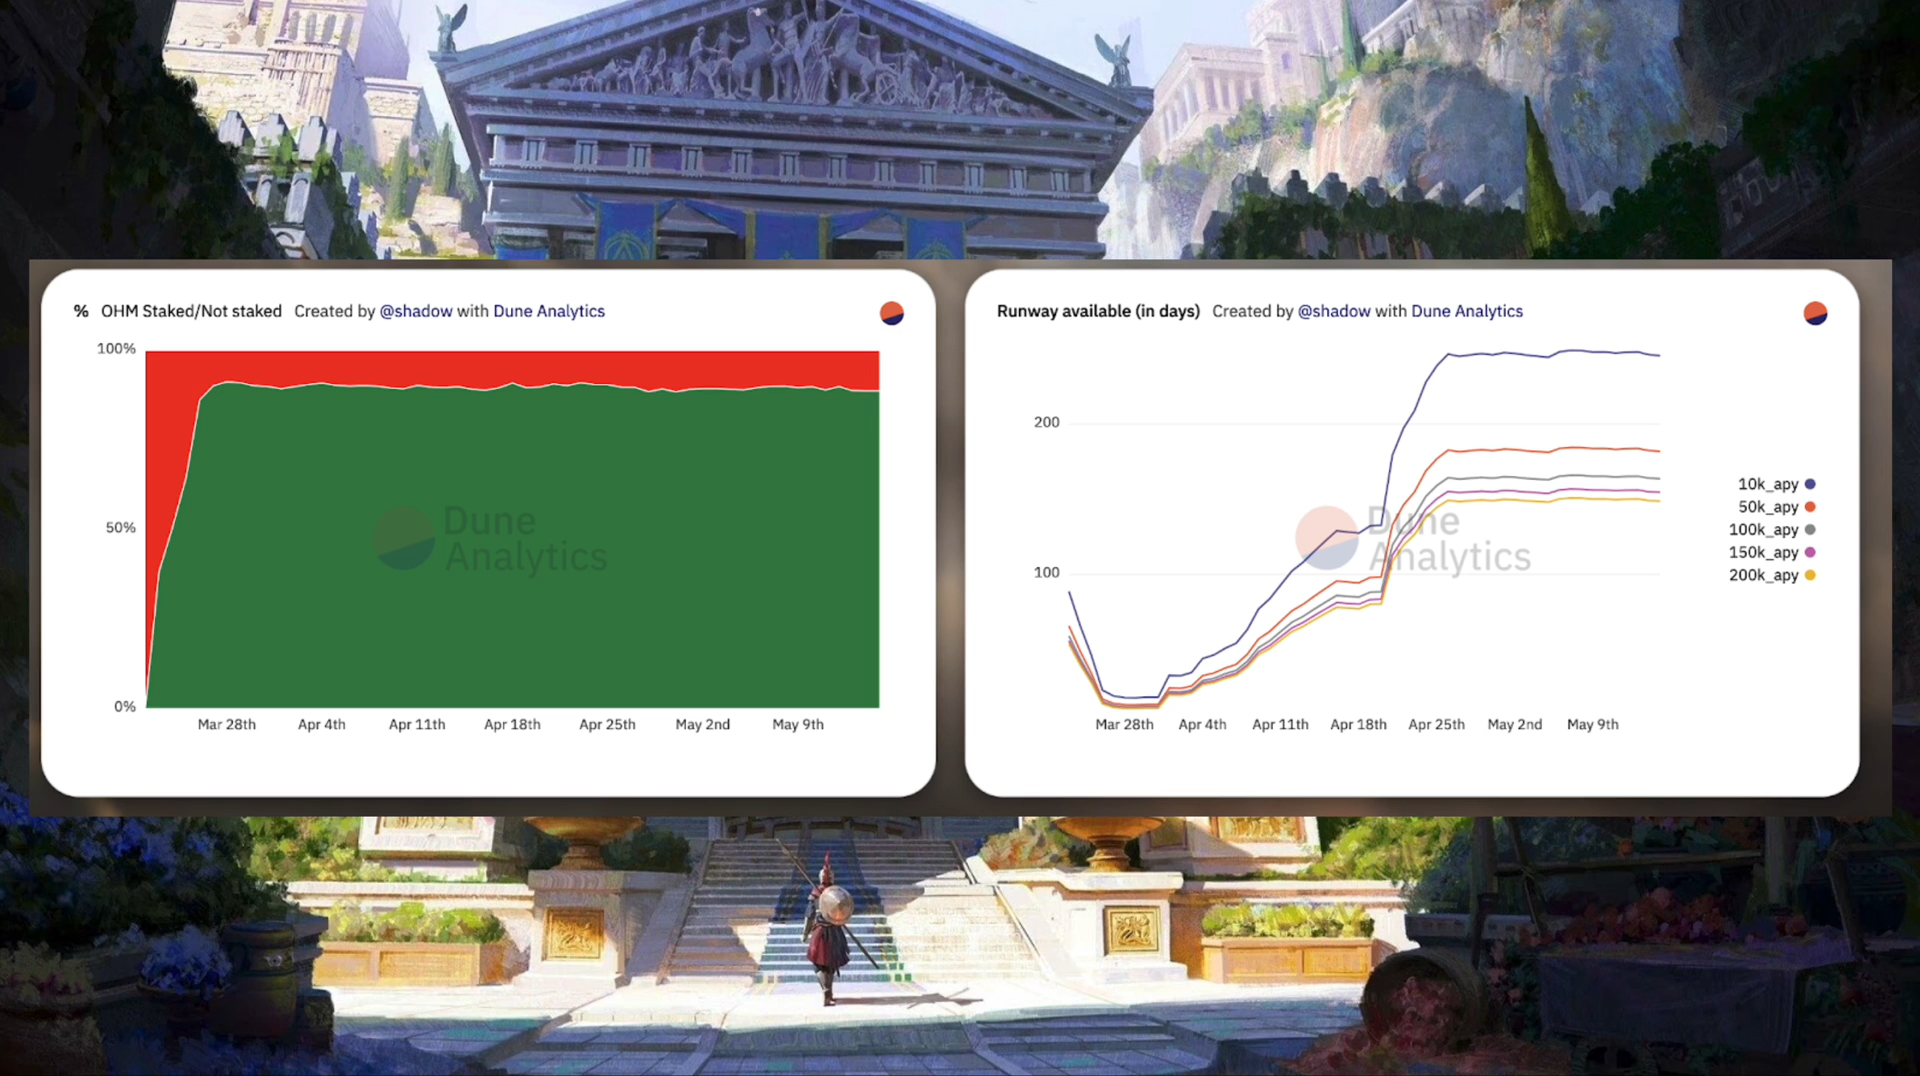 % OHM Staked/Not staked Created by @shadow with Dune Analytics
100%
50%
0%
Dune
Analytics
Mar 28th Apr 4th Apr 11th Apr 18th Apr 25th May 2nd May 9th
Runway available (in days) Created by @shadow with Dune Analytics
200
100
Dune
Analytics
10k_apy
50k_apy
100k_apy
150k_apy
200k_apy
Mar 28th Apr 4th Apr 11th Apr 18th Apr 25th May 2nd May 9th